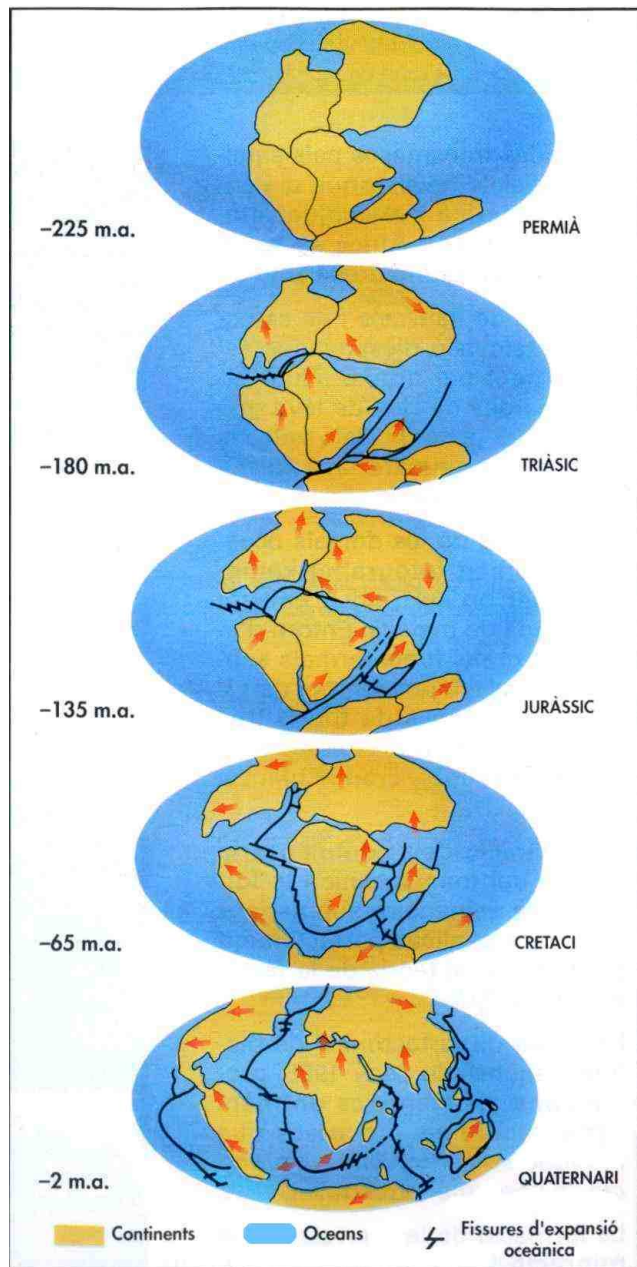 −225 m.a.
PERMIÀ
−180 m.a.
TRIÀSIC
−135 m.a.
JURÀSSIC
−65 m.a.
CRETACI
−2 m.a.
QUATERNARI
Continents
Oceans
Fissures d'expansió
oceànica